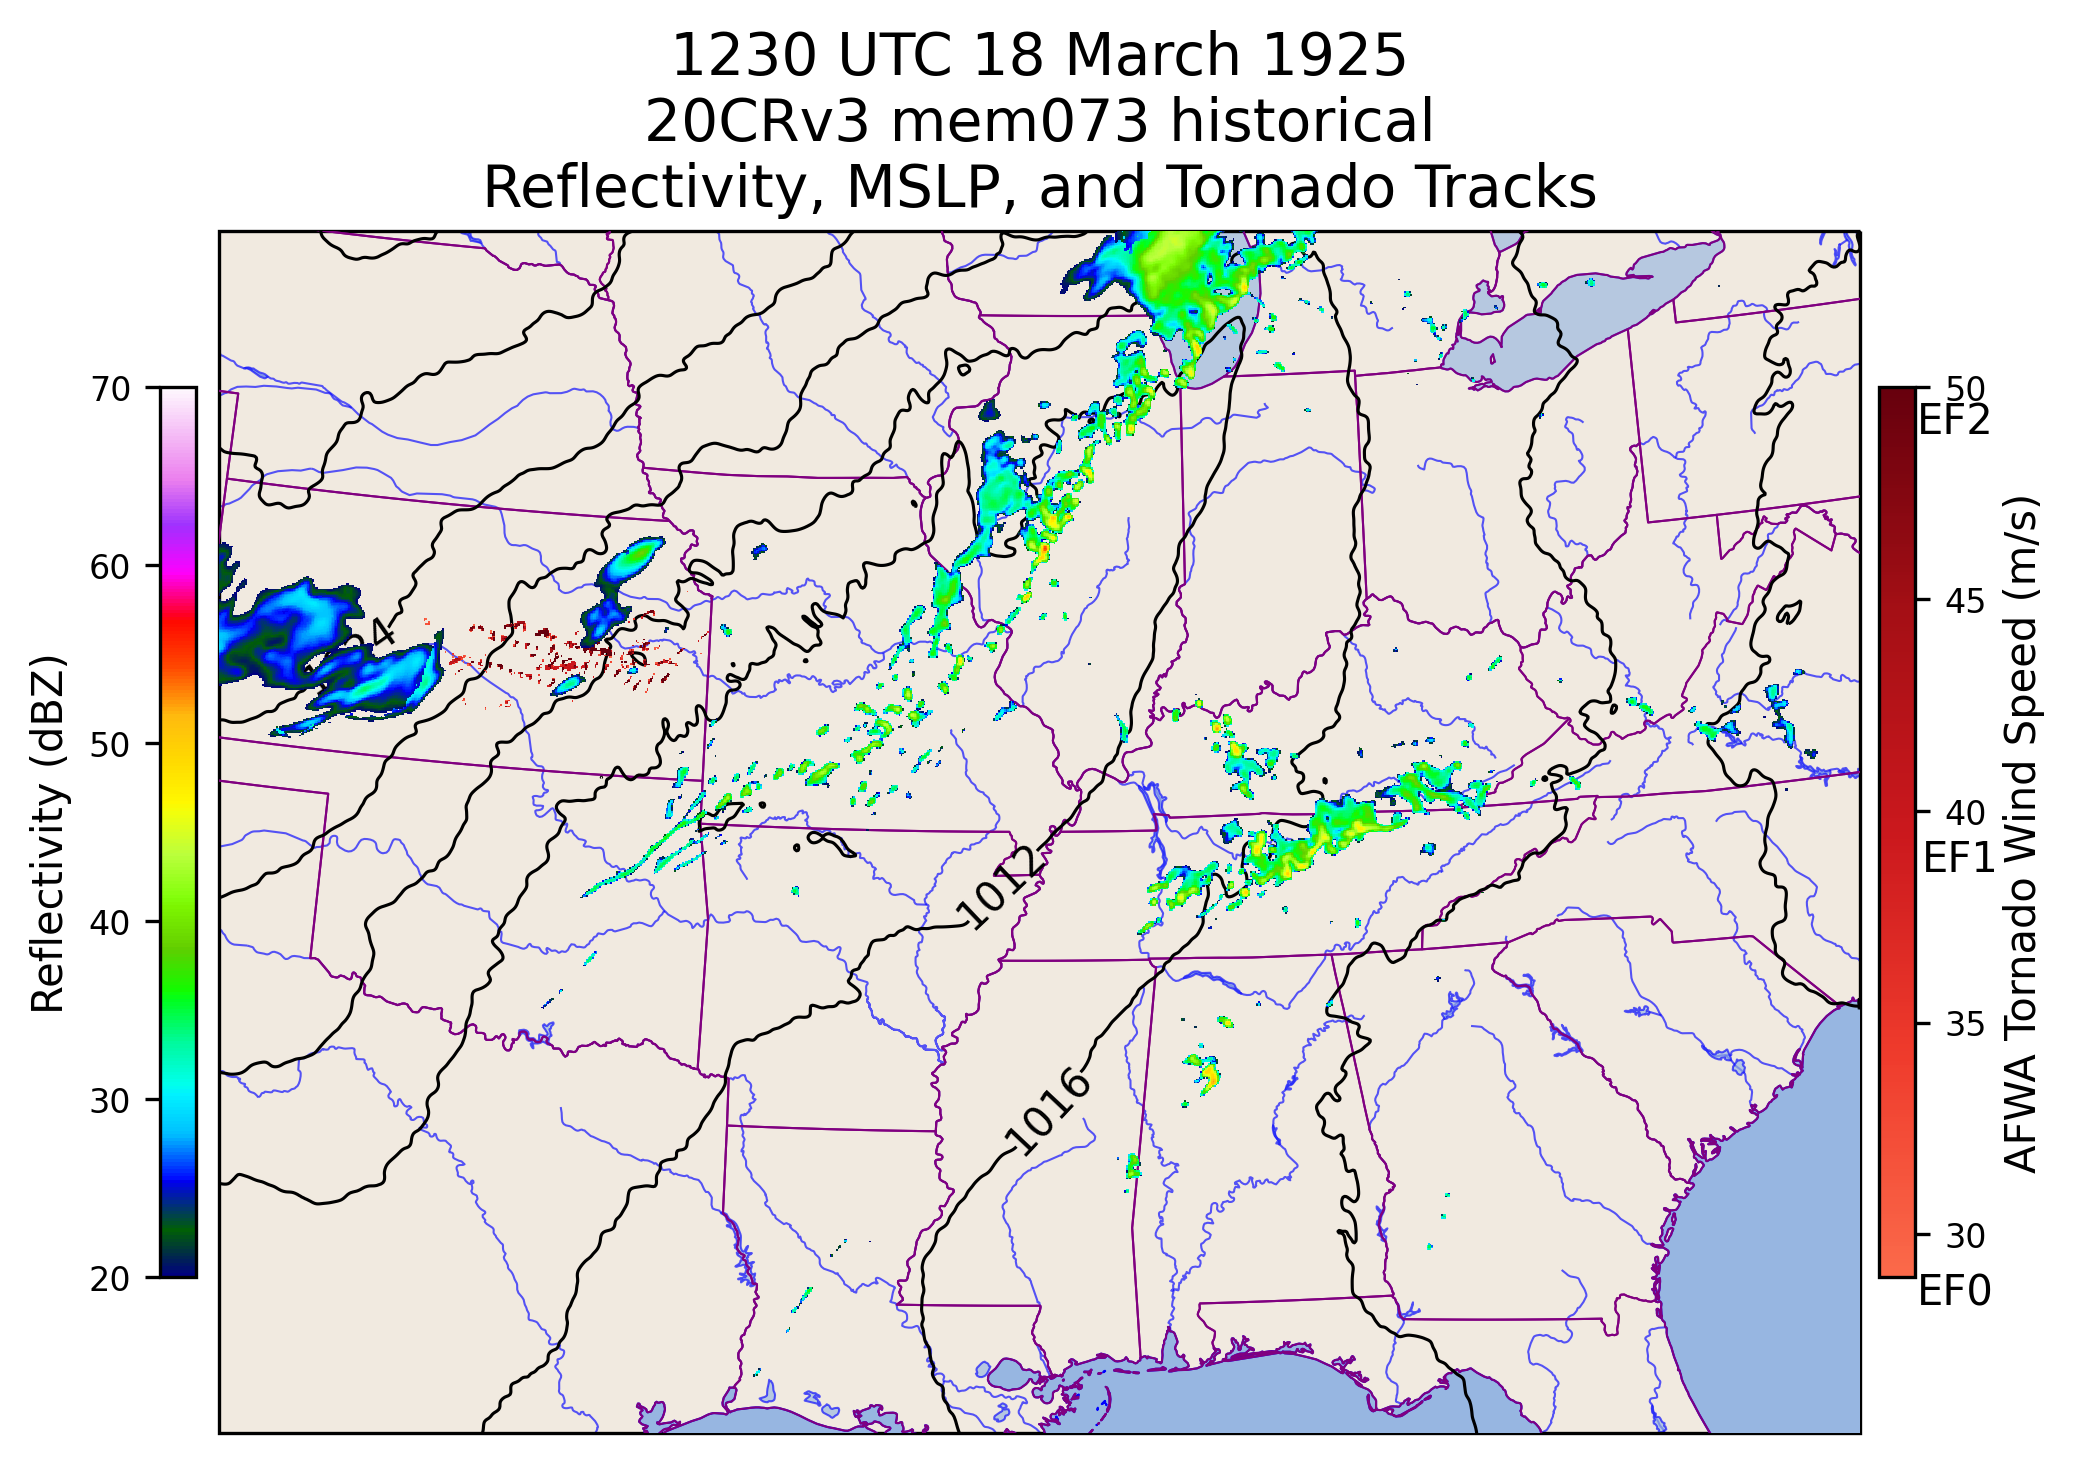 1230 UTC 18 March 1925
20CRv3 mem073 historical
Reflectivity, MSLP, and Tornado Tracks
70
60
50
40
30
20
Reflectivity (dBZ)
1012
1016
50
EF2
45
40
EF1
35
30
EF0
AFWA Tornado Wind Speed (m/s)